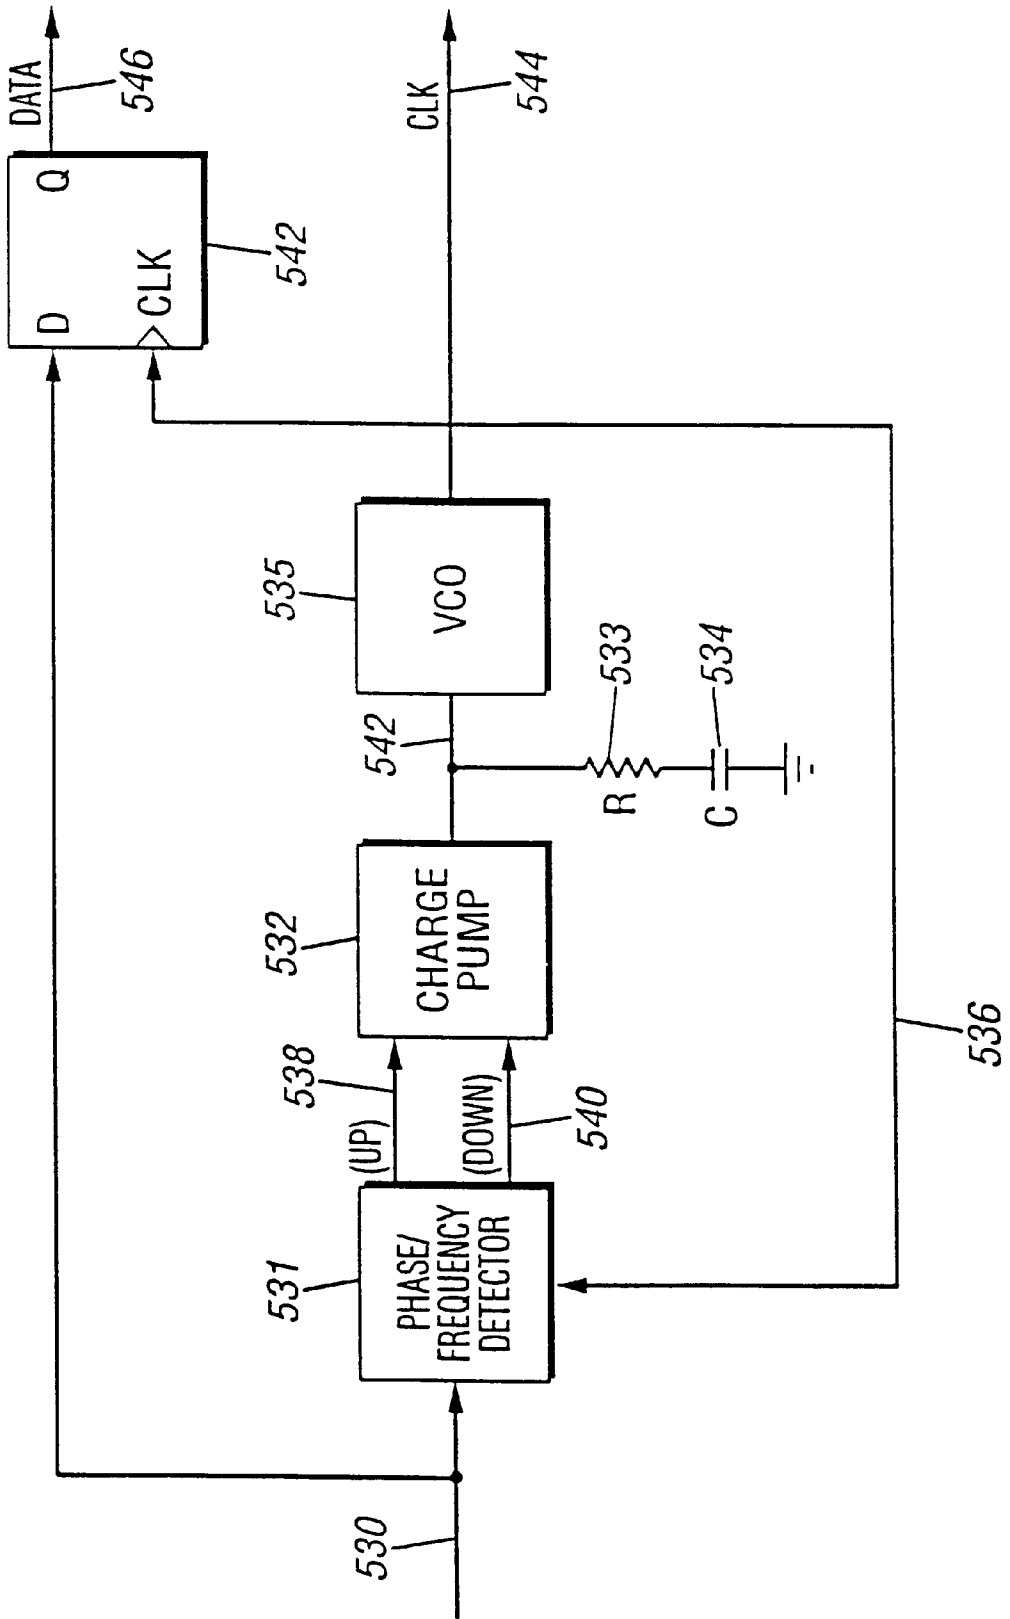 DATA
546
D
Q
CLK
542
CLK
544
535
VCO
542
533
R
534
C
532
CHARGE
PUMP
538
(UP)
(DOWN)
540
531
PHASE/
FREQUENCY
DETECTOR
530
536